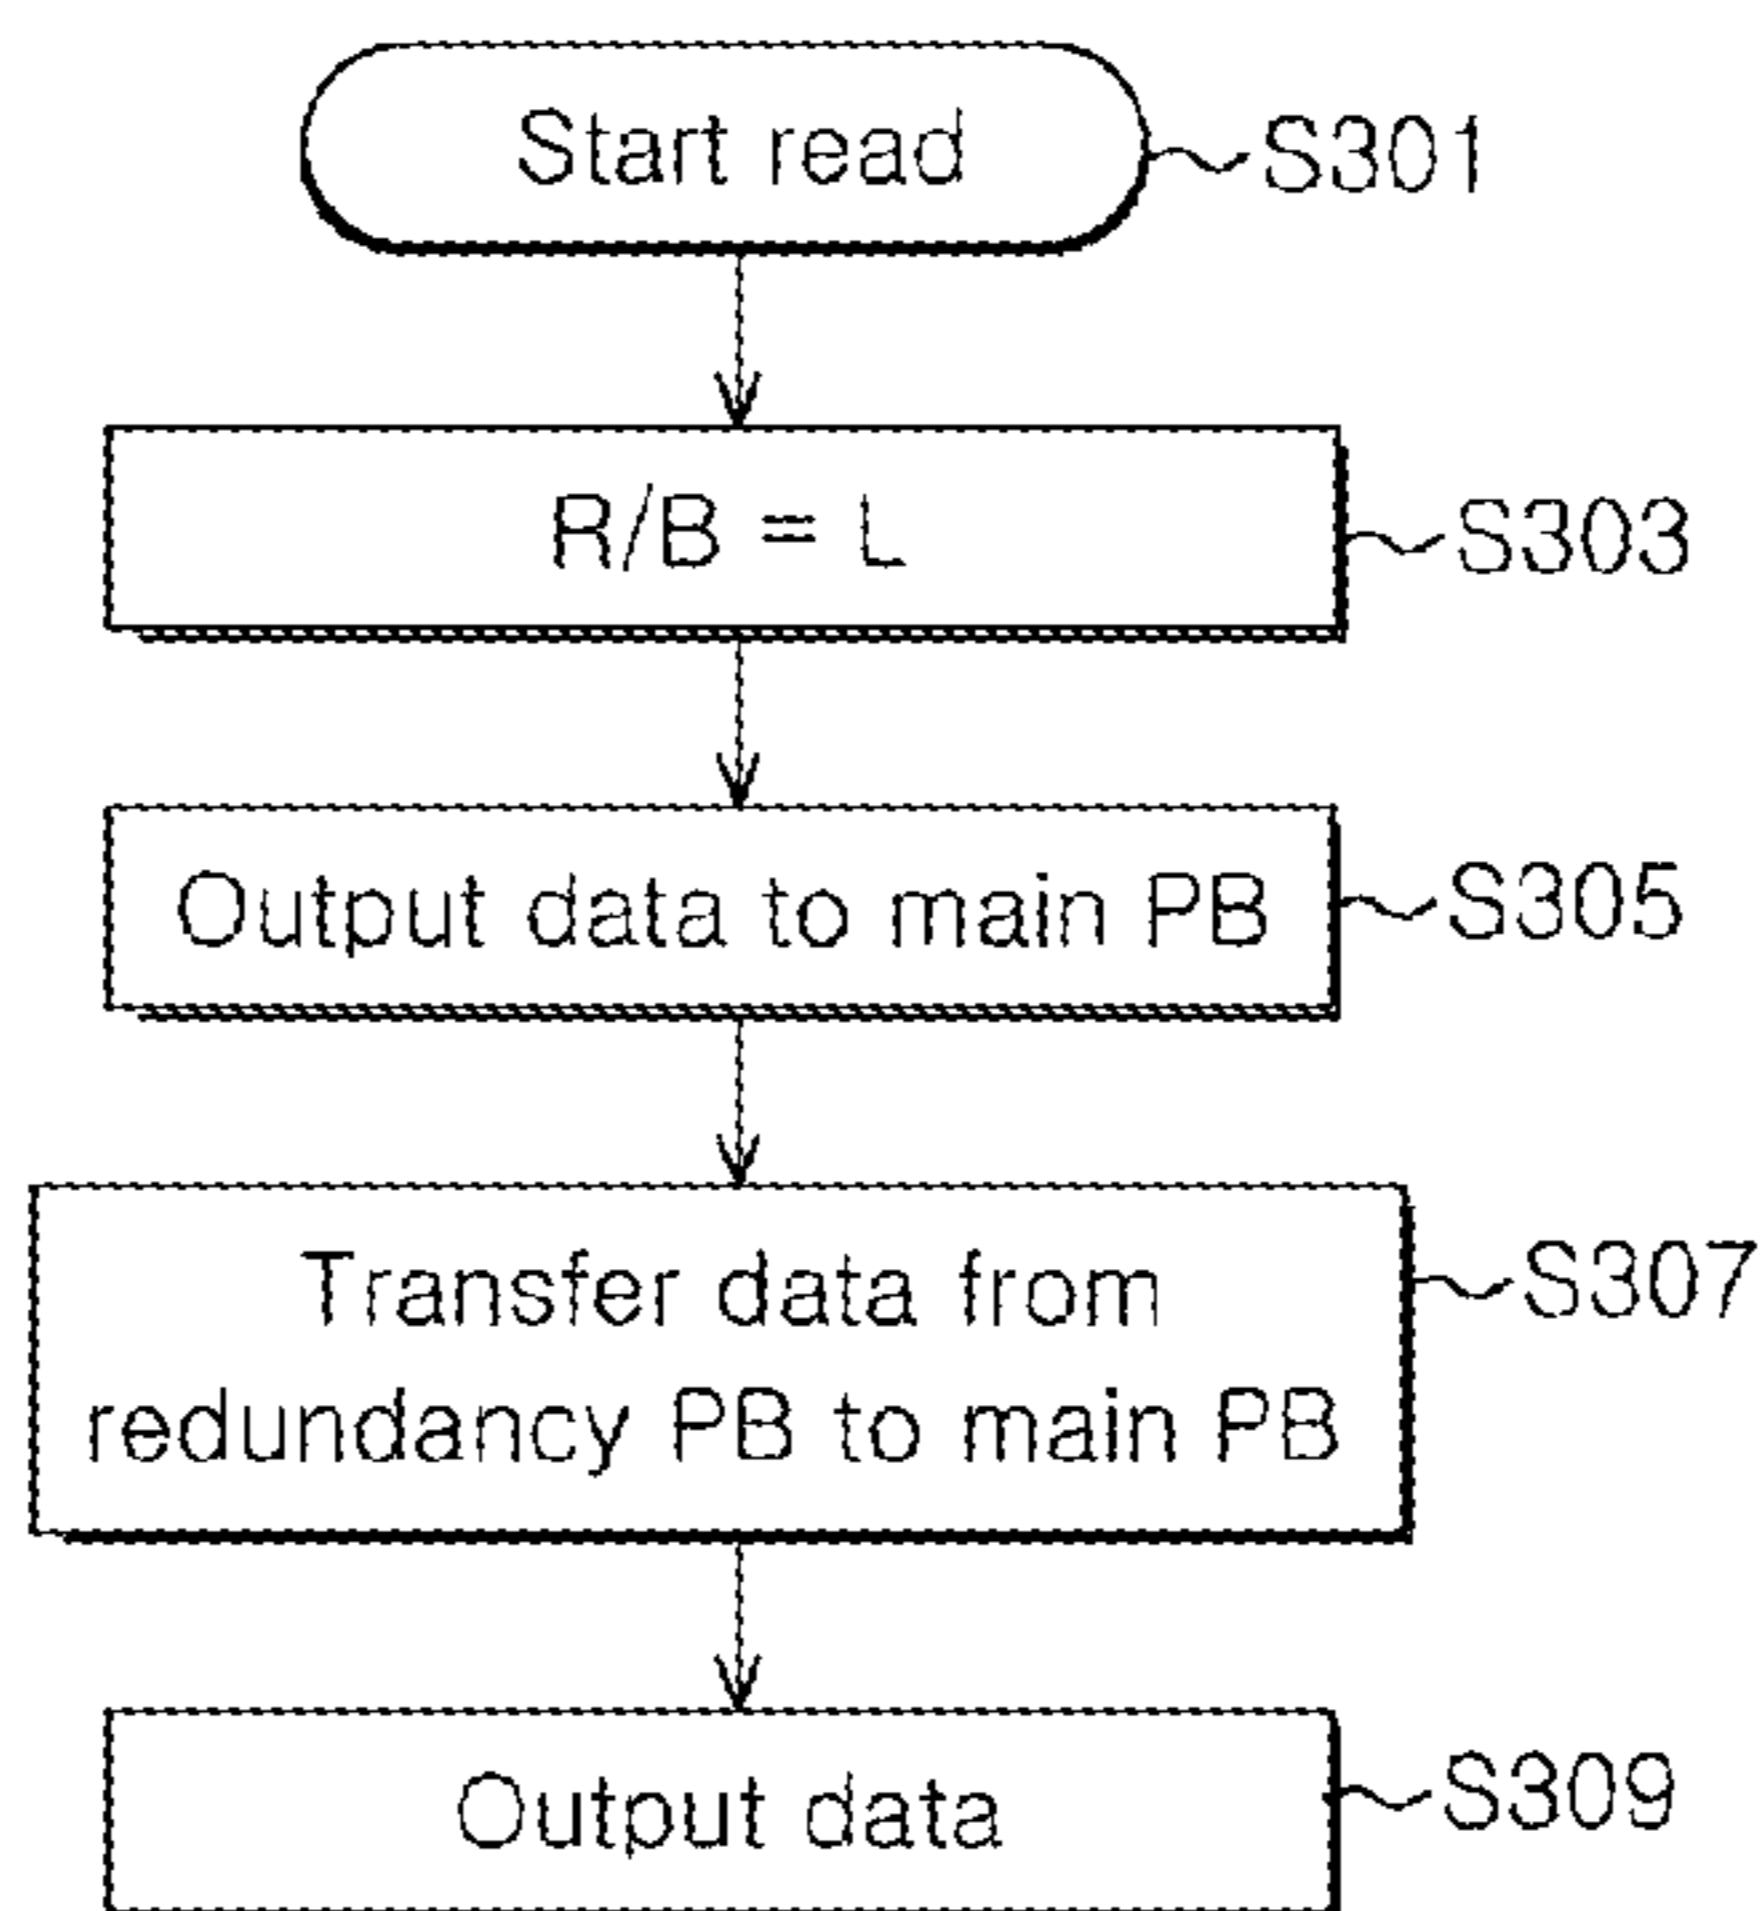 Start read
S301
R/B = L
S303
Output data to main PB
S305
Transfer data from
redundancy PB to main PB
S307
Output data
S309